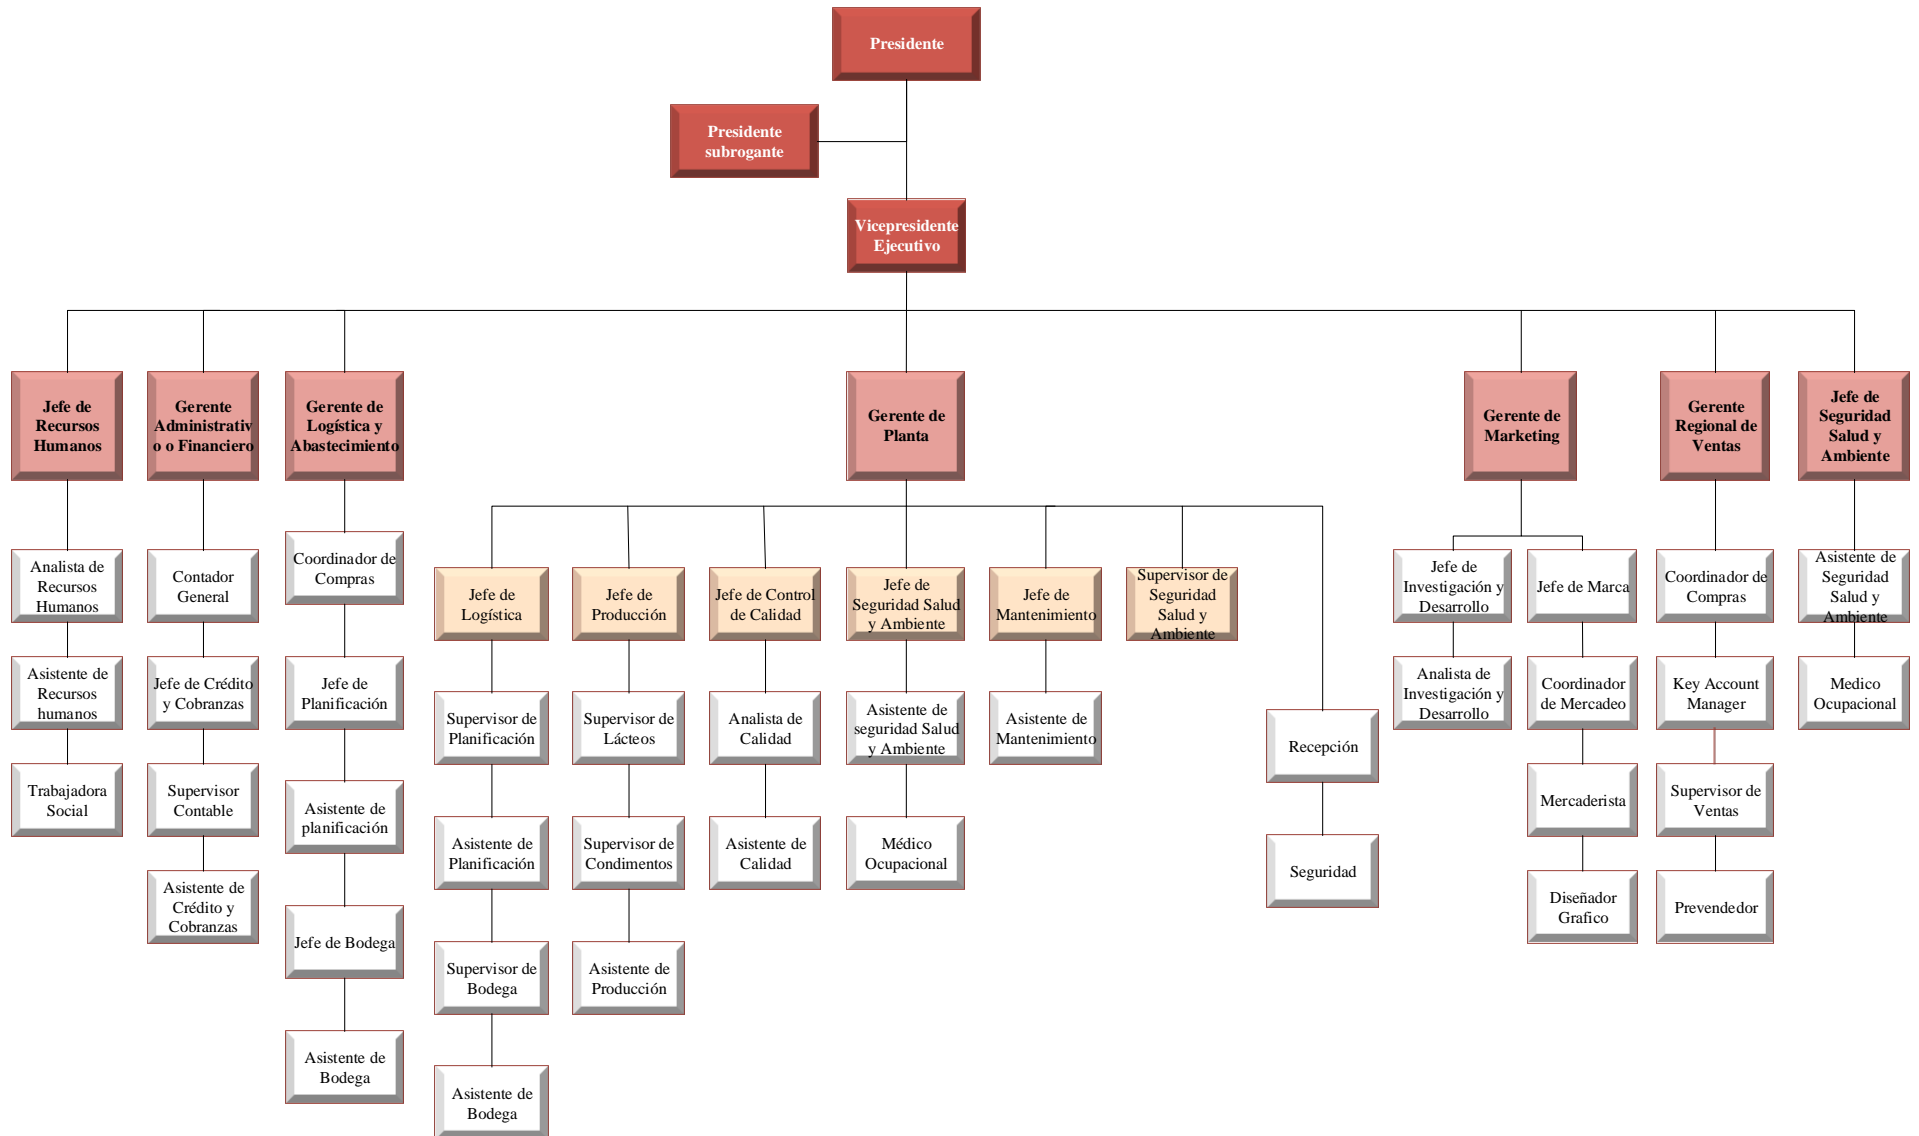 Presidente
Presidente
subrogante
Vicepresidente
Ejecutivo
Jefe de
Recursos
Humanos
Gerente
Administrativ
o o Financiero
Gerente de
Logística y
Abastecimiento
Gerente de
Planta
Gerente de
Marketing
Gerente
Regional de
Ventas
Jefe de
Seguridad
Salud y
Ambiente
Analista de
Recursos
Humanos
Asistente de
Recursos
humanos
Trabajadora
Social
Contador
General
Jefe de Crédito
y Cobranzas
Supervisor
Contable
Asistente de
Crédito y
Cobranzas
Coordinador de
Compras
Jefe de
Planificación
Asistente de
planificación
Jefe de Bodega
Asistente de
Bodega
Jefe de
Logística
Supervisor de
Planificación
Asistente de
Planificación
Supervisor de
Bodega
Asistente de
Bodega
Jefe de
Producción
Supervisor de
Lácteos
Supervisor de
Condimentos
Asistente de
Producción
Jefe de Control
de Calidad
Analista de
Calidad
Asistente de
Calidad
Jefe de
Seguridad Salud
y Ambiente
Asistente de
seguridad Salud
y Ambiente
Médico
Ocupacional
Jefe de
Mantenimiento
Asistente de
Mantenimiento
Supervisor de
Seguridad
Salud y
Ambiente
Recepción
Seguridad
Jefe de
Investigación y
Desarrollo
Analista de
Investigación y
Desarrollo
Jefe de Marca
Coordinador
de Mercadeo
Mercaderista
Diseñador
Grafico
Coordinador de
Compras
Key Account
Manager
Supervisor de
Ventas
Prevendedor
Asistente de
Seguridad
Salud y
Ambiente
Medico
Ocupacional